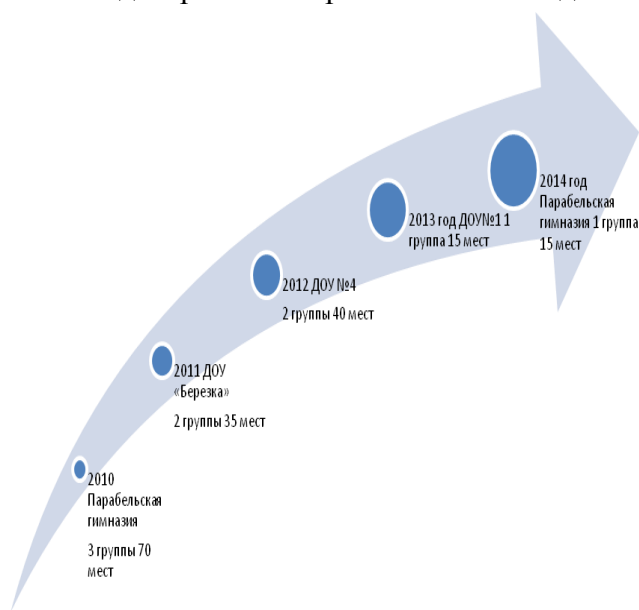 2010
Парабельская
гимназия
3 группы 70
мест
2011 ДОУ
«Березка»
2 группы 35 мест
2012 ДОУ №4
2 группы 40 мест
2013 год ДОУ№1 1
группа 15 мест
2014 год
Парабельская
гимназия 1 группа
15 мест